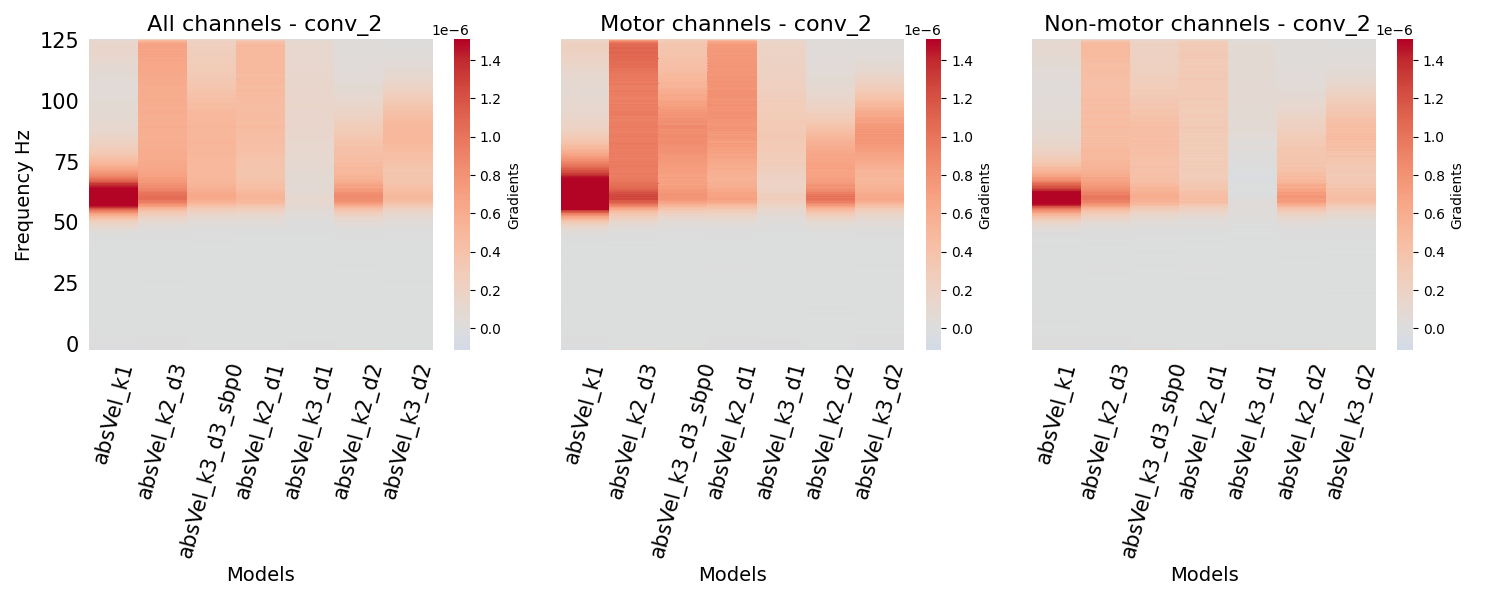 All channels - conv_2
Motor channels - conv_2
Non-motor channels - conv_2
1e−6
1e−6
1e−6
Frequency Hz
125
100
75
50
25
0
1.4
1.2
1.0
0.8
0.6
0.4
0.2
0.0
Gradients
1.4
1.2
1.0
0.8
0.6
0.4
0.2
0.0
Gradients
1.4
1.2
1.0
0.8
0.6
0.4
0.2
0.0
Gradients
absVel_k1
absVel_k2_d3
absVel_k3_d3_sbp0
absVel_k2_d1
absVel_k3_d1
absVel_k2_d2
absVel_k3_d2
Models
absVel_k1
absVel_k2_d3
absVel_k3_d3_sbp0
absVel_k2_d1
absVel_k3_d1
absVel_k2_d2
absVel_k3_d2
Models
absVel_k1
absVel_k2_d3
absVel_k3_d3_sbp0
absVel_k2_d1
absVel_k3_d1
absVel_k2_d2
absVel_k3_d2
Models